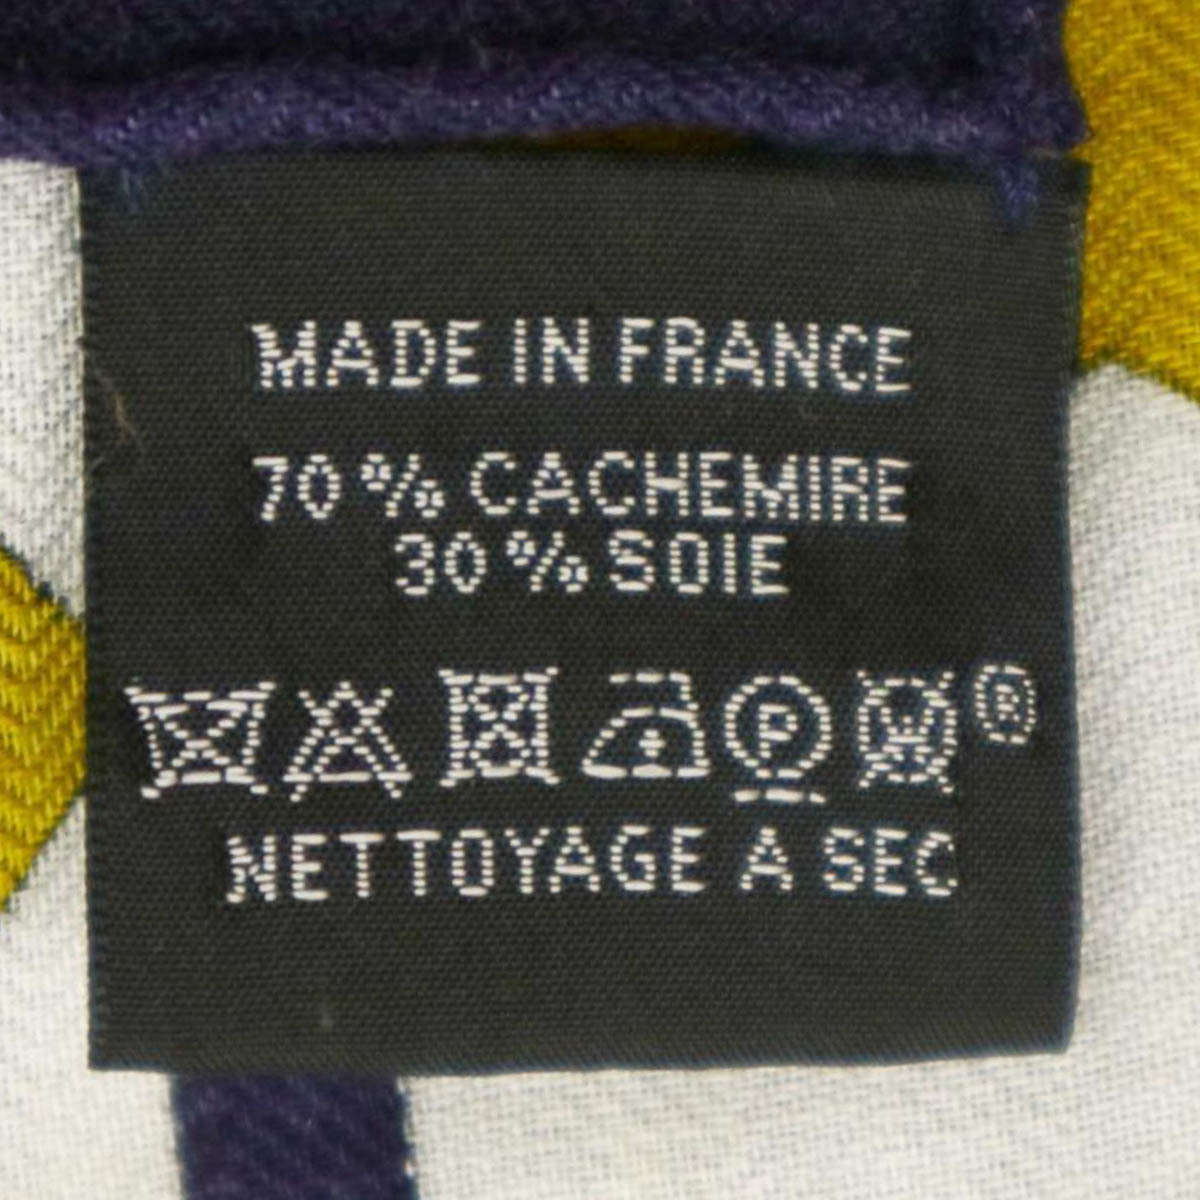 MADE IN FRANCE
70 % CACHEMIRE
30 % SOIE
P W ®
NETTOYAGE A SEC